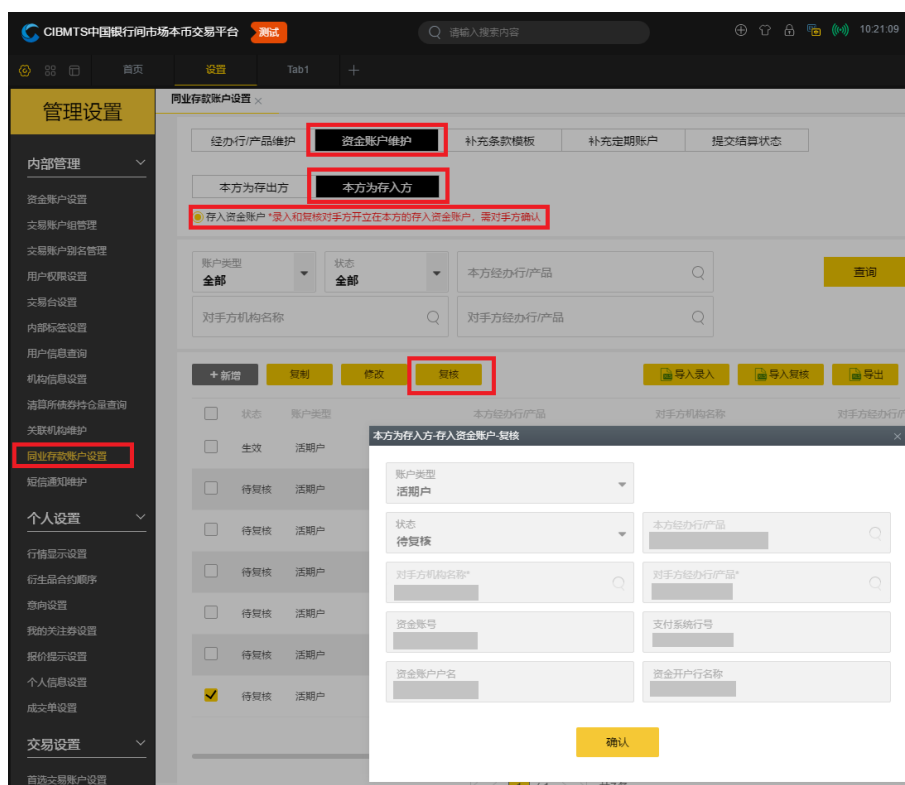 CIBMTS中国银行间市场本币交易平台 测试 请输入搜索内容 10:21:09
首页 设置 Tab1
管理设置
内部管理
资金账户设置
交易账户组管理
交易账户别名管理
用户权限设置
交易台设置
内部标签设置
用户信息查询
机构信息设置
清算所债券持仓量查询
关联机构维护
同业存款账户设置
短信通知维护
个人设置
行情显示设置
衍生品合约顺序
意向设置
我的关注券设置
报价提示设置
个人信息设置
成交单设置
交易设置
首选交易账户设置
同业存款账户设置
经办行/产品维护 资金账户维护 补充条款模板 补充定期账户 提交结算状态
本方为存出方 本方为存入方
存入资金账户 *录入和复核对手方开立在本方的存入资金账户，需对手方确认
账户类型 状态
全部 全部 本方经办行/产品 查询
对手方机构名称 对手方经办行/产品
+新增 复制 修改 复核 导入录入 导入复核 导出
状态 账户类型 本方经办行/产品 对手方机构名称 对手方经办行/产
生效 活期户
待复核 活期户
待复核 活期户
待复核 活期户
待复核 活期户
待复核 活期户
待复核 活期户
本方为存入方-存入资金账户-复核
账户类型
活期户
状态 本方经办行/产品
待复核
对手方机构名称* 对手方经办行/产品*
资金账号 支付系统行号
资金账户户名 资金开户行名称
确认